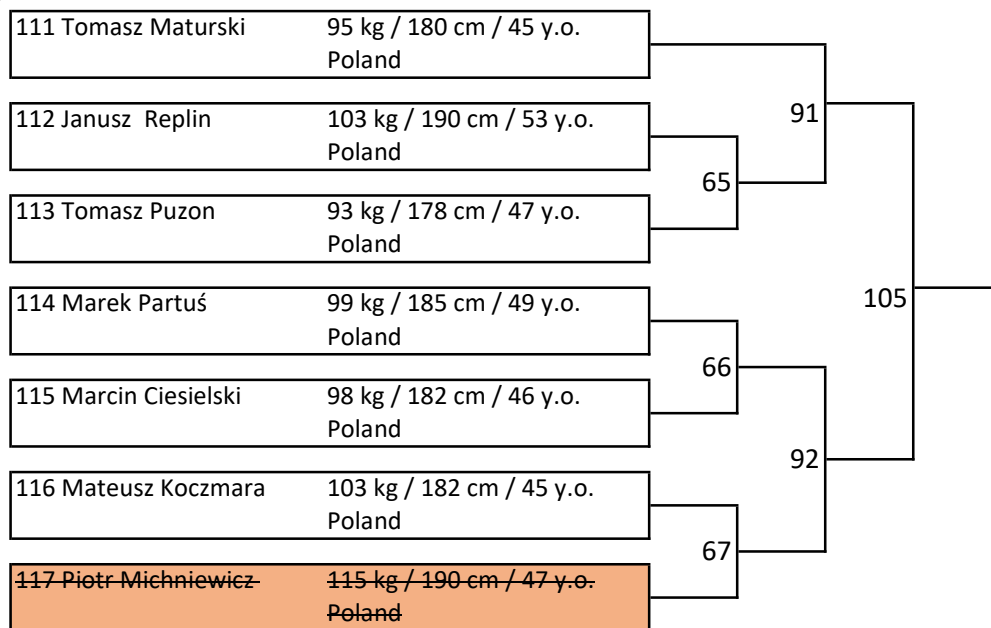 111 Tomasz Maturski 95 kg / 180 cm / 45 y.o.
Poland
112 Janusz  Replin 103 kg / 190 cm / 53 y.o.
Poland
91
65
113 Tomasz Puzon 93 kg / 178 cm / 47 y.o.
Poland
114 Marek Partuś 99 kg / 185 cm / 49 y.o.
Poland
105
66
115 Marcin Ciesielski 98 kg / 182 cm / 46 y.o.
Poland
92
116 Mateusz Koczmara 103 kg / 182 cm / 45 y.o.
Poland
67
117 Piotr Michniewicz 115 kg / 190 cm / 47 y.o.
Poland